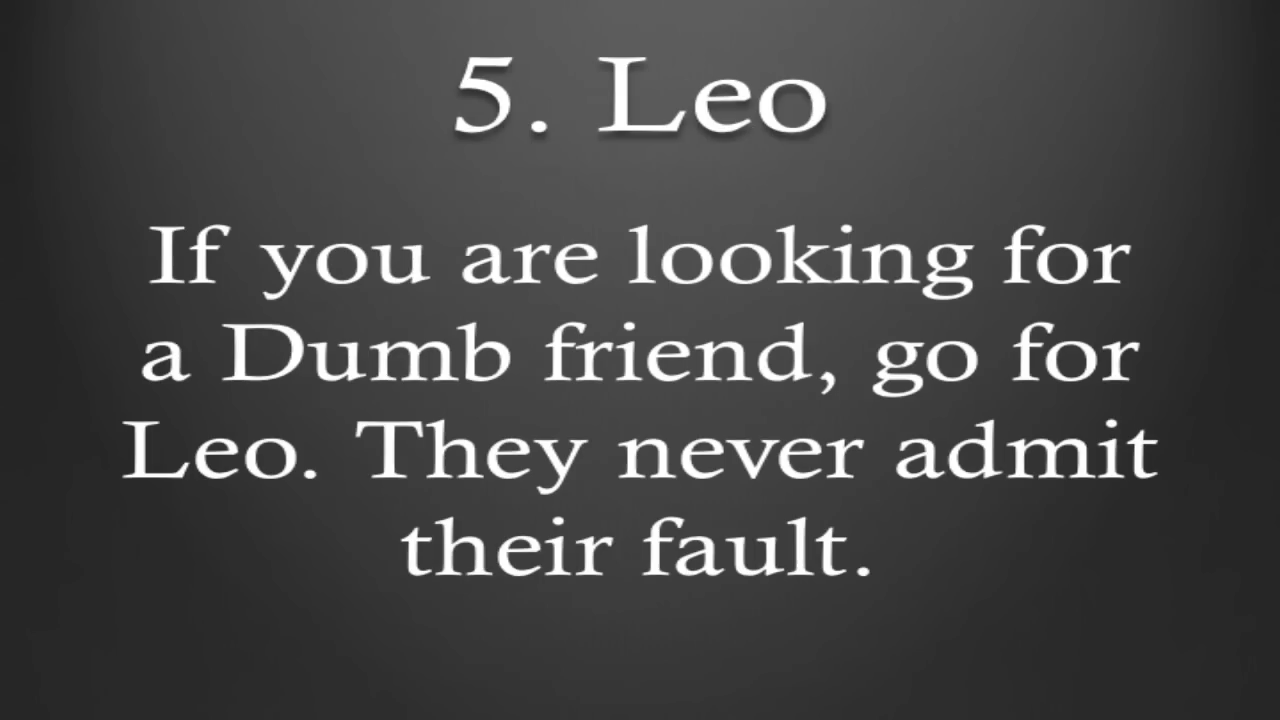 5. Leo
If you are looking for
a Dumb friend, go for
Leo. They never admit
their fault.